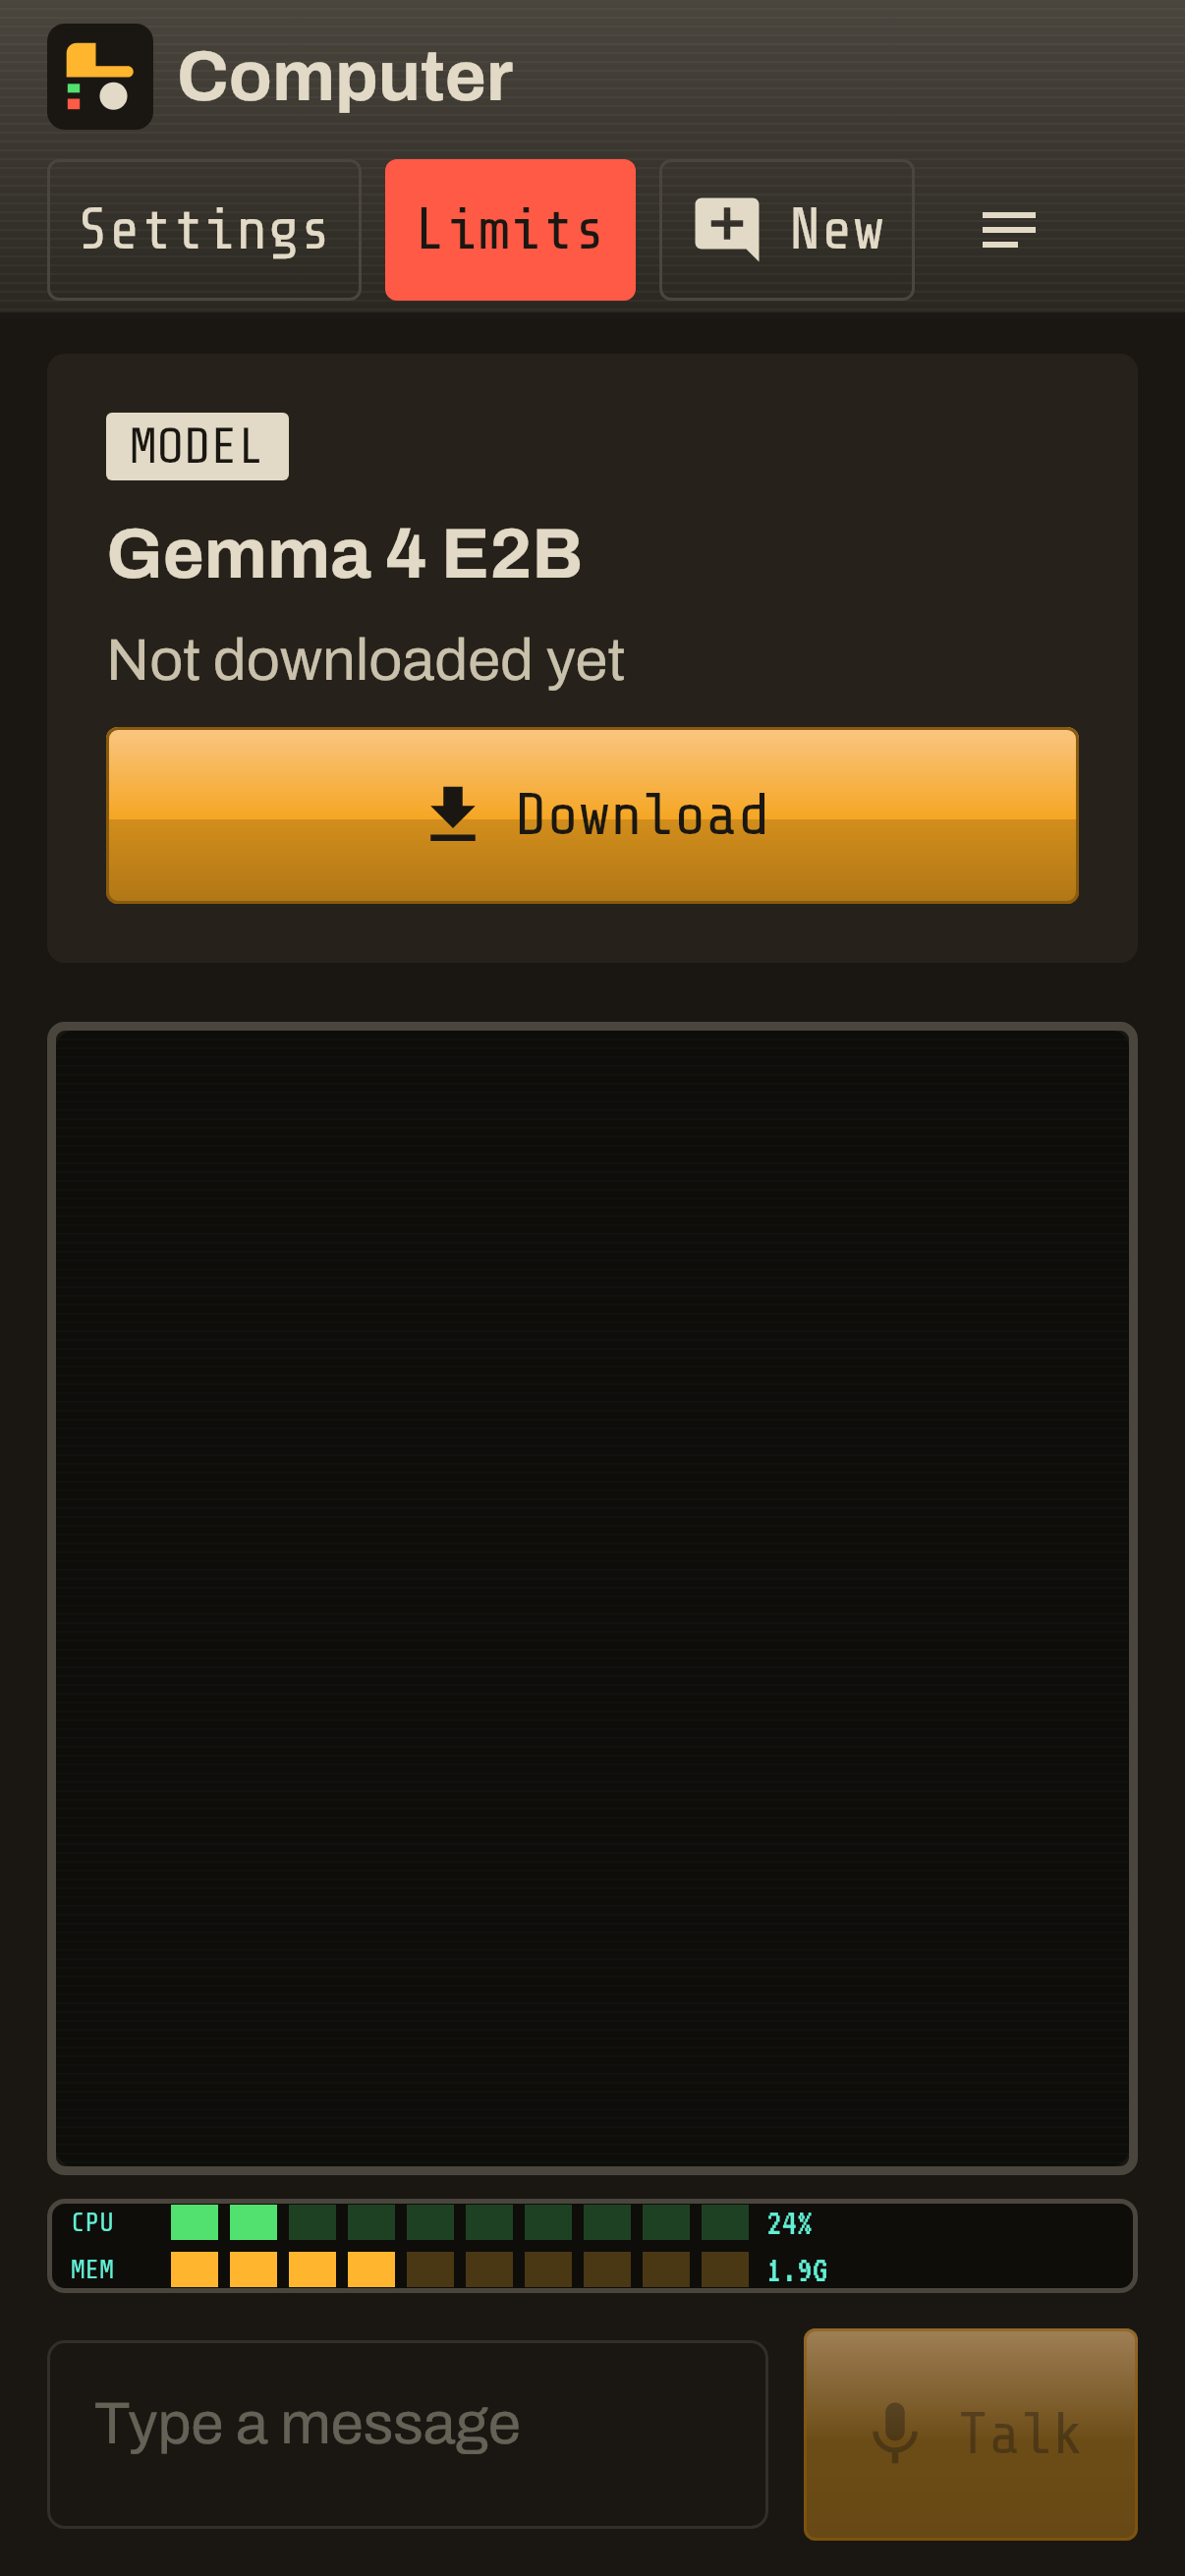 Computer
Settings Limits New
MODEL
Gemma 4 E2B
Not downloaded yet
Download
CPU 24%
MEM 1.9G
Type a message Talk